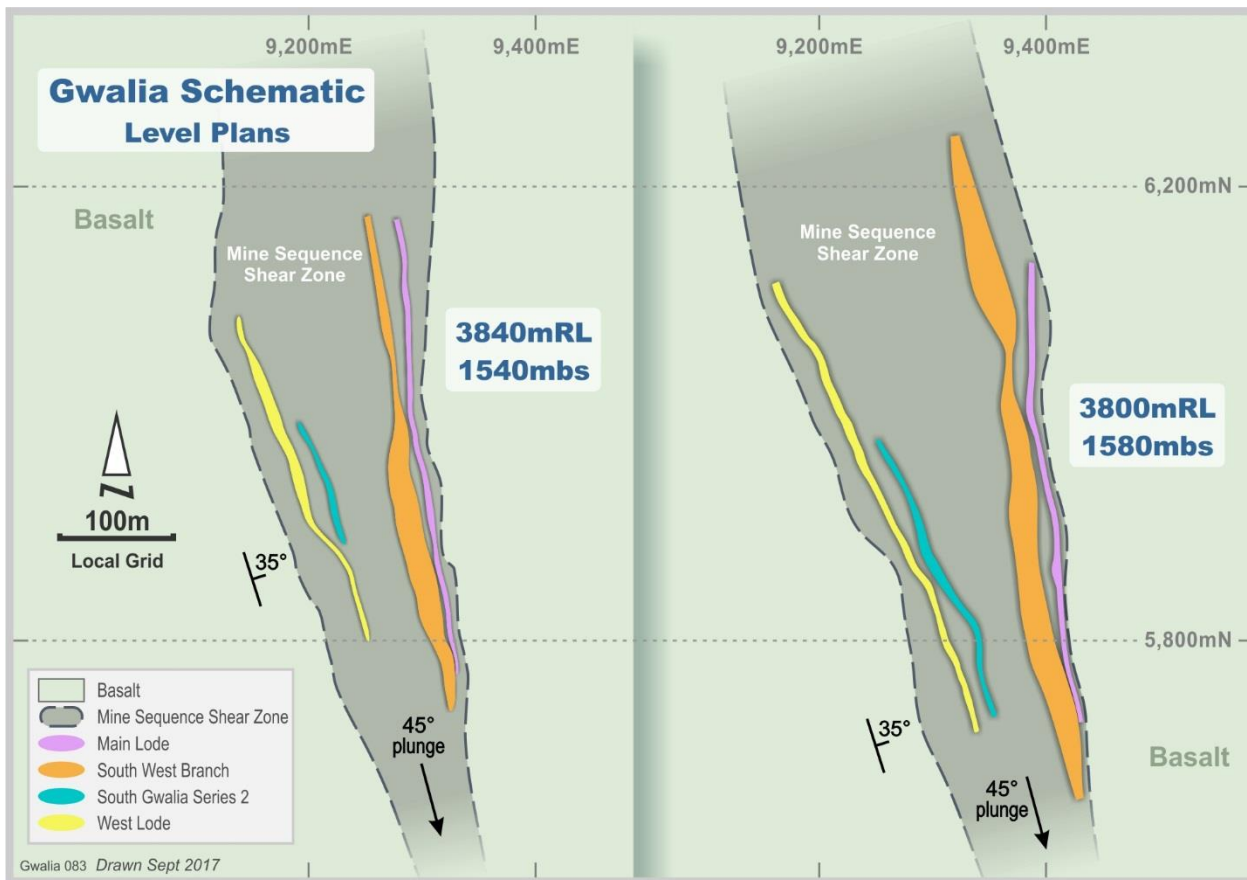 9,200mE
9,400mE
9,200mE
9,400mE
Gwalia Schematic
Level Plans
6,200mN
Basalt
Mine Sequence
Shear Zone
Mine Sequence
Shear Zone
3840mRL
1540mbs
3800mRL
1580mbs
N
100m
Local Grid
35°
5,800mN
Basalt
Mine Sequence Shear Zone
Main Lode
South West Branch
South Gwalia Series 2
West Lode
45°
plunge
35°
45°
plunge
Basalt
Gwalia 083 Drawn Sept 2017